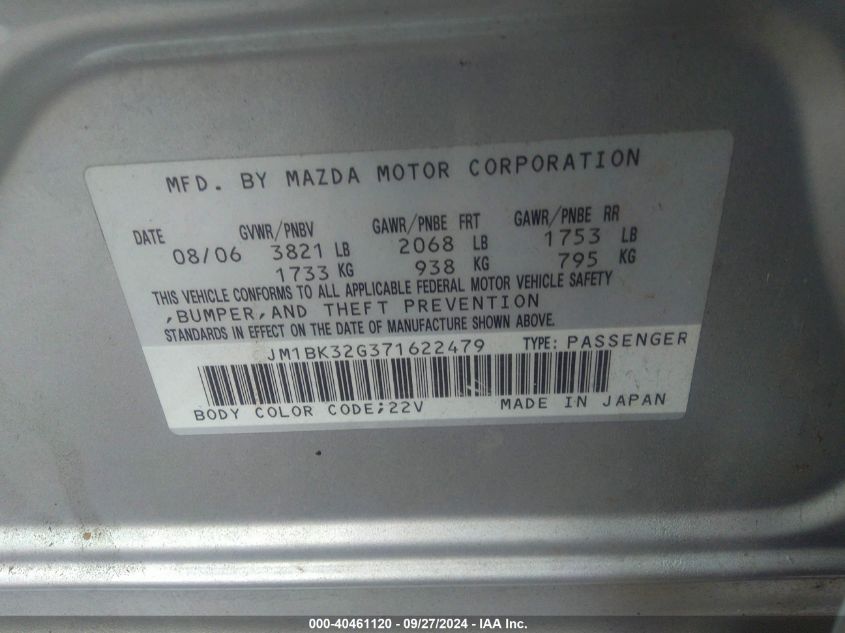 MFD. BY MAZDA MOTOR CORPORATION
DATE GVWR/PNBV GAWR/PNBE FRT GAWR/PNBE RR
08/06 3821 LB 2068 LB 1753 LB
1733 KG 938 KG 795 KG
THIS VEHICLE CONFORMS TO ALL APPLICABLE FEDERAL MOTOR VEHICLE SAFETY
,BUMPER,AND THEFT PREVENTION
STANDARDS IN EFFECT ON THE DATE OF MANUFACTURE SHOWN ABOVE.
JM1BK32G371622479 TYPE: PASSENGER
BODY COLOR CODE;22V MADE IN JAPAN
000-40461120 - 09/27/2024 - IAA Inc.